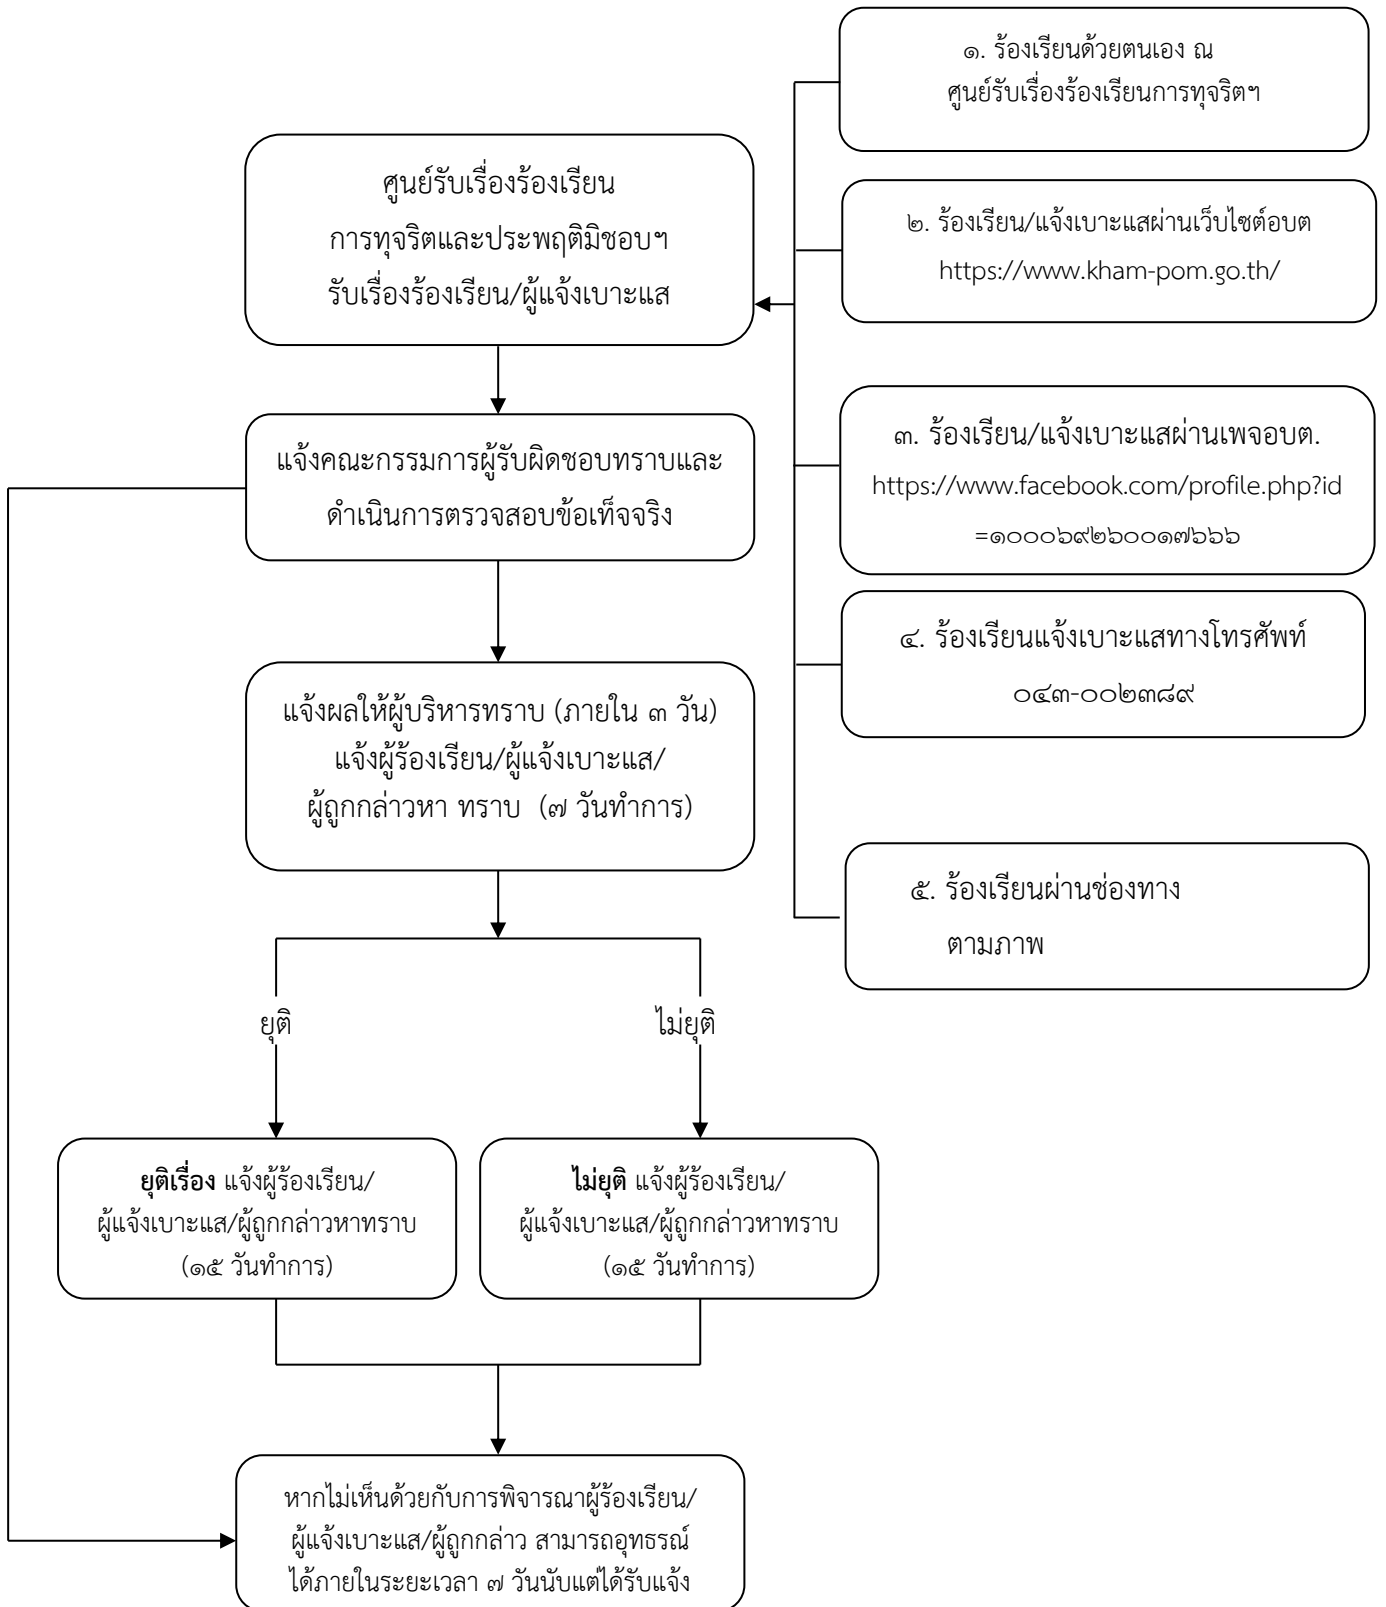 ๑. ร้องเรียนด้วยตนเอง ณ
ศูนย์รับเรื่องร้องเรียนการทุจริตฯ
ศูนย์รับเรื่องร้องเรียน
การทุจริตและประพฤติมิชอบฯ
รับเรื่องร้องเรียน/ผู้แจ้งเบาะแส
๒. ร้องเรียน/แจ้งเบาะแสผ่านเว็บไซต์อบต
https://www.kham-pom.go.th/
๓. ร้องเรียน/แจ้งเบาะแสผ่านเพจอบต.
https://www.facebook.com/profile.php?id
=๑๐๐๐๖๙๒๖๐๐๑๗๖๖๖
แจ้งคณะกรรมการผู้รับผิดชอบทราบและ
ดำเนินการตรวจสอบข้อเท็จจริง
๔. ร้องเรียนแจ้งเบาะแสทางโทรศัพท์
๐๔๓-๐๐๒๓๘๙
แจ้งผลให้ผู้บริหารทราบ (ภายใน ๓ วัน)
แจ้งผู้ร้องเรียน/ผู้แจ้งเบาะแส/
ผู้ถูกกล่าวหา ทราบ (๗ วันทำการ)
๕. ร้องเรียนผ่านช่องทาง
ตามภาพ
ยุติ
ไม่ยุติ
ยุติเรื่อง แจ้งผู้ร้องเรียน/
ผู้แจ้งเบาะแส/ผู้ถูกกล่าวหาทราบ
(๑๕ วันทำการ)
ไม่ยุติ แจ้งผู้ร้องเรียน/
ผู้แจ้งเบาะแส/ผู้ถูกกล่าวหาทราบ
(๑๕ วันทำการ)
หากไม่เห็นด้วยกับการพิจารณาผู้ร้องเรียน/
ผู้แจ้งเบาะแส/ผู้ถูกกล่าว สามารถอุทธรณ์
ได้ภายในระยะเวลา ๗ วันนับแต่ได้รับแจ้ง